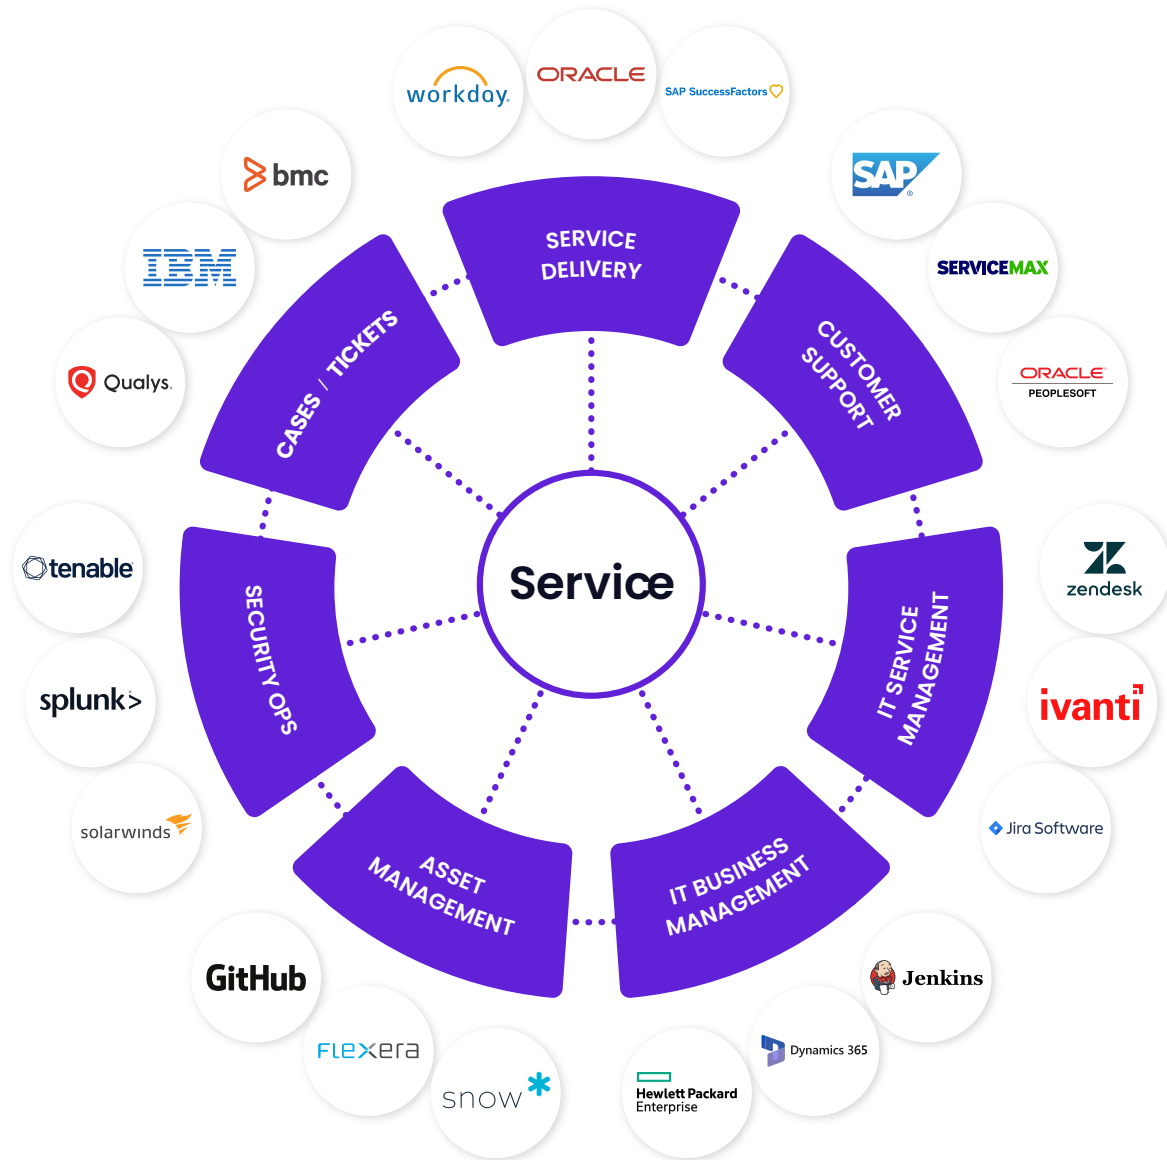 workday.
ORACLE
SAP SuccessFactors
SAP
®
SERVICEMAX
ORACLE
PEOPLESOFT
zendesk
ivanti
Jira Software
Jenkins
Dynamics 365
Hewlett Packard
Enterprise
snow
FLEXERA
GitHub
solarwinds
splunk>
tenable
Qualys.
IBM
bmc
SERVICE
DELIVERY
CUSTOMER
SUPPORT
IT SERVICE
MANAGEMENT
IT BUSINESS
MANAGEMENT
ASSET
MANAGEMENT
SECURITY OPS
CASES / TICKETS
Service